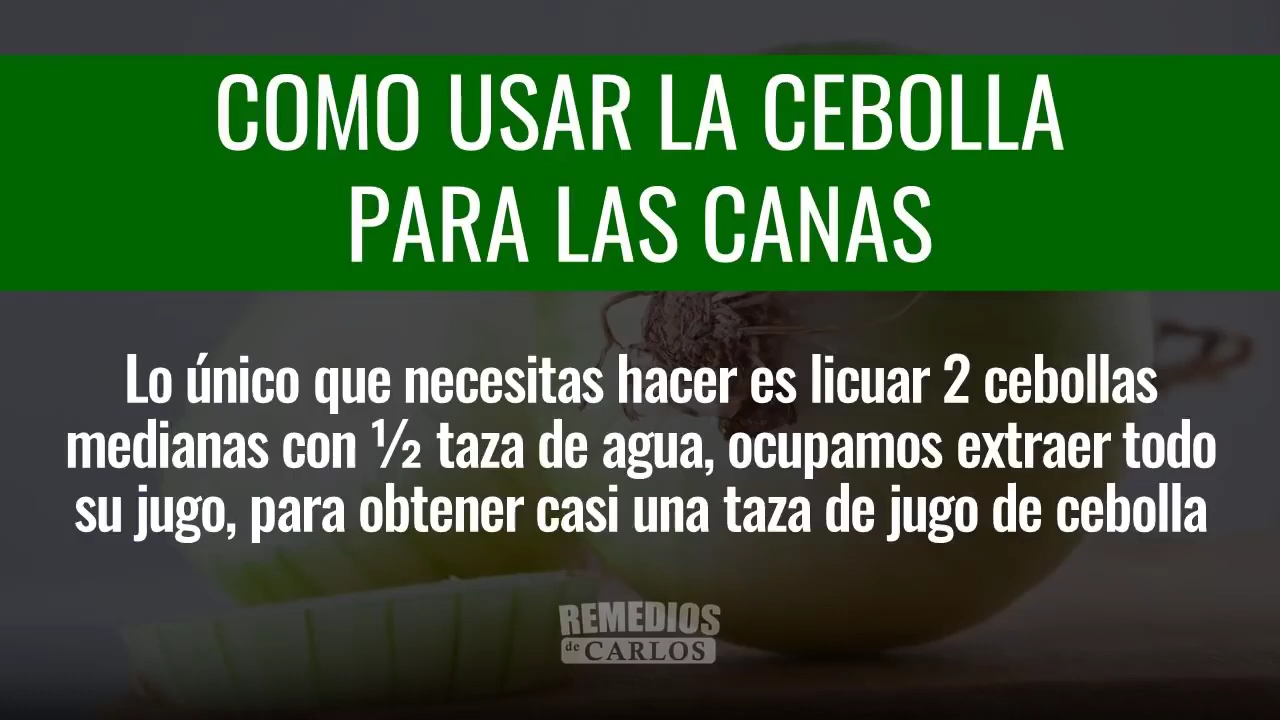 COMO USAR LA CEBOLLA
PARA LAS CANAS
Lo único que necesitas hacer es licuar 2 cebollas
medianas con ½ taza de agua, ocupamos extraer todo
su jugo, para obtener casi una taza de jugo de cebolla
REMEDIOS
de CARLOS